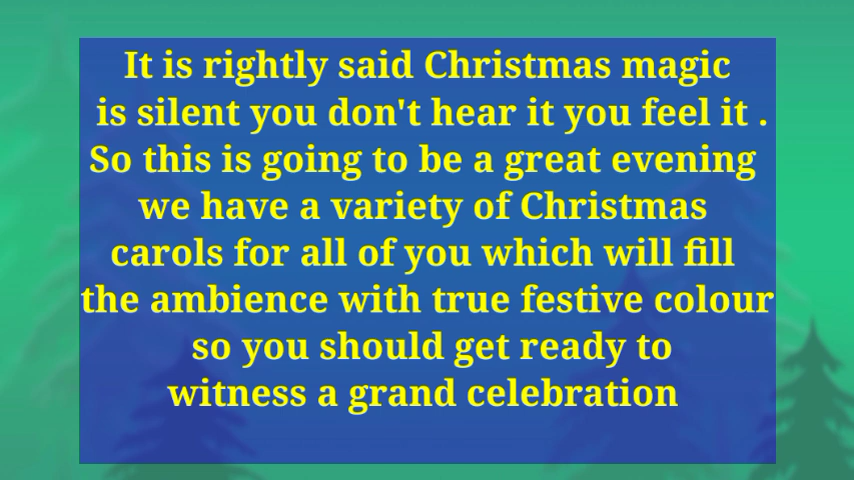 It is rightly said Christmas magic
is silent you don't hear it you feel it .
So this is going to be a great evening
we have a variety of Christmas
carols for all of you which will fill
the ambience with true festive colour
so you should get ready to
witness a grand celebration